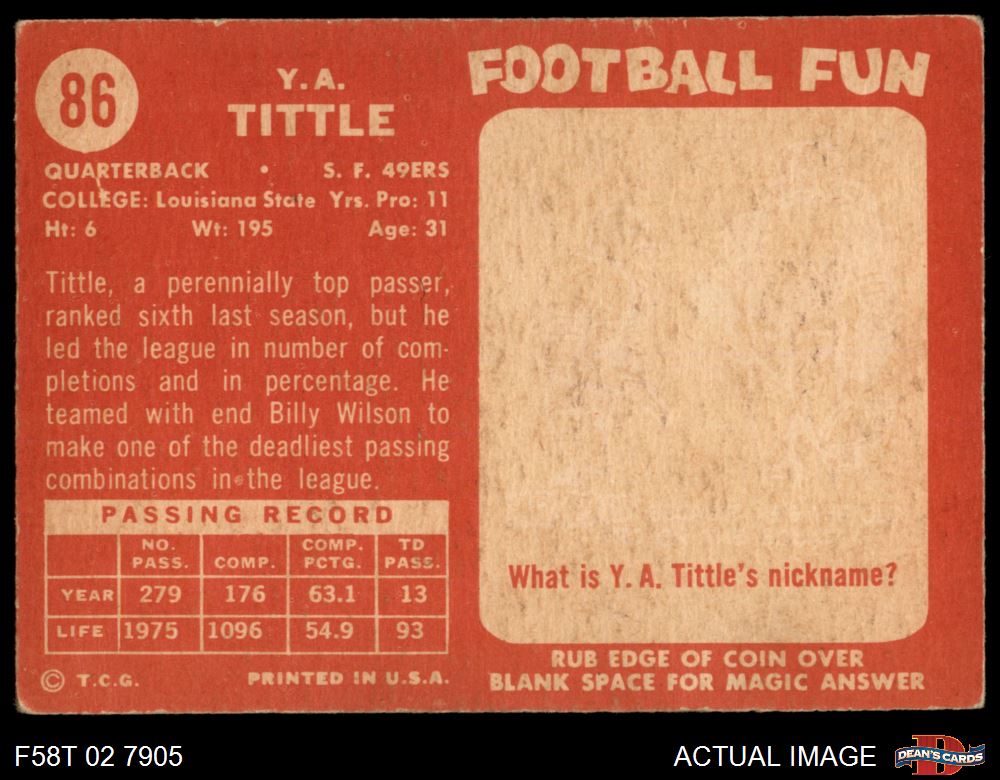 86
Y. A.
TITTLE
QUARTERBACK • S. F. 49ERS
COLLEGE: Louisiana State Yrs. Pro: 11
Ht: 6 Wt: 195 Age: 31
Tittle, a perennially top passer,
ranked sixth last season, but he
led the league in number of com-
pletions and in percentage. He
teamed with end Billy Wilson to
make one of the deadliest passing
combinations in the league.
PASSING RECORD
NO. PASS. COMP. COMP. PCTG. TD PASS.
YEAR 279 176 63.1 13
LIFE 1975 1096 54.9 93
© T.C.G. PRINTED IN U.S.A.
FOOTBALL FUN
What is Y. A. Tittle's nickname?
RUB EDGE OF COIN OVER
BLANK SPACE FOR MAGIC ANSWER
F58T 02 7905
ACTUAL IMAGE
D
DEAN'S CARDS